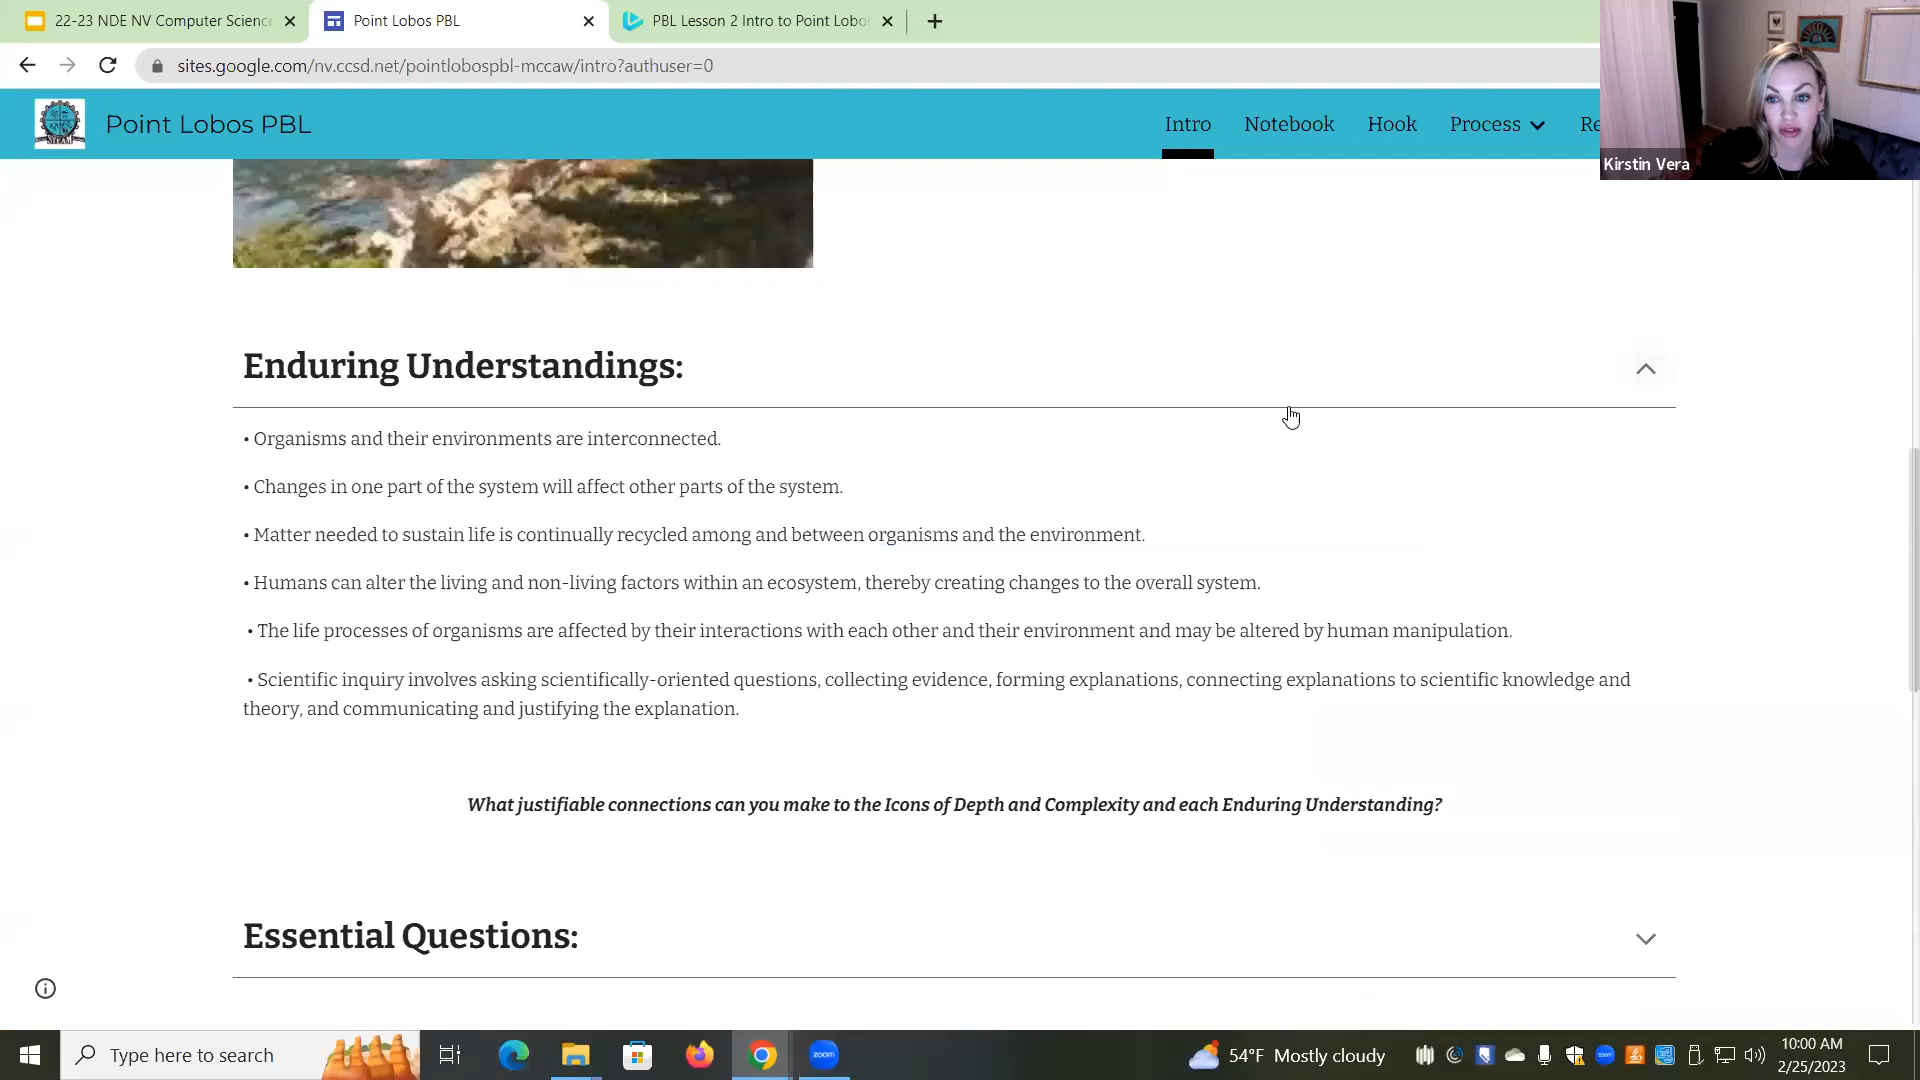 22-23 NDE NV Computer Scienc
Point Lobos PBL
PBL Lesson 2 Intro to Point Lobos
sites.google.com/nv.ccsd.net/pointlobospbl-mccaw/intro?authuser=0
Point Lobos PBL
Intro
Notebook
Hook
Process
Re
Kirstin Vera
STEAM
Enduring Understandings:
• Organisms and their environments are interconnected.
• Changes in one part of the system will affect other parts of the system.
• Matter needed to sustain life is continually recycled among and between organisms and the environment.
• Humans can alter the living and non-living factors within an ecosystem, thereby creating changes to the overall system.
• The life processes of organisms are affected by their interactions with each other and their environment and may be altered by human manipulation.
• Scientific inquiry involves asking scientifically-oriented questions, collecting evidence, forming explanations, connecting explanations to scientific knowledge and
theory, and communicating and justifying the explanation.
What justifiable connections can you make to the Icons of Depth and Complexity and each Enduring Understanding?
Essential Questions:
Type here to search
zoom
54°F Mostly cloudy
zoom
10:00 AM
2/25/2023